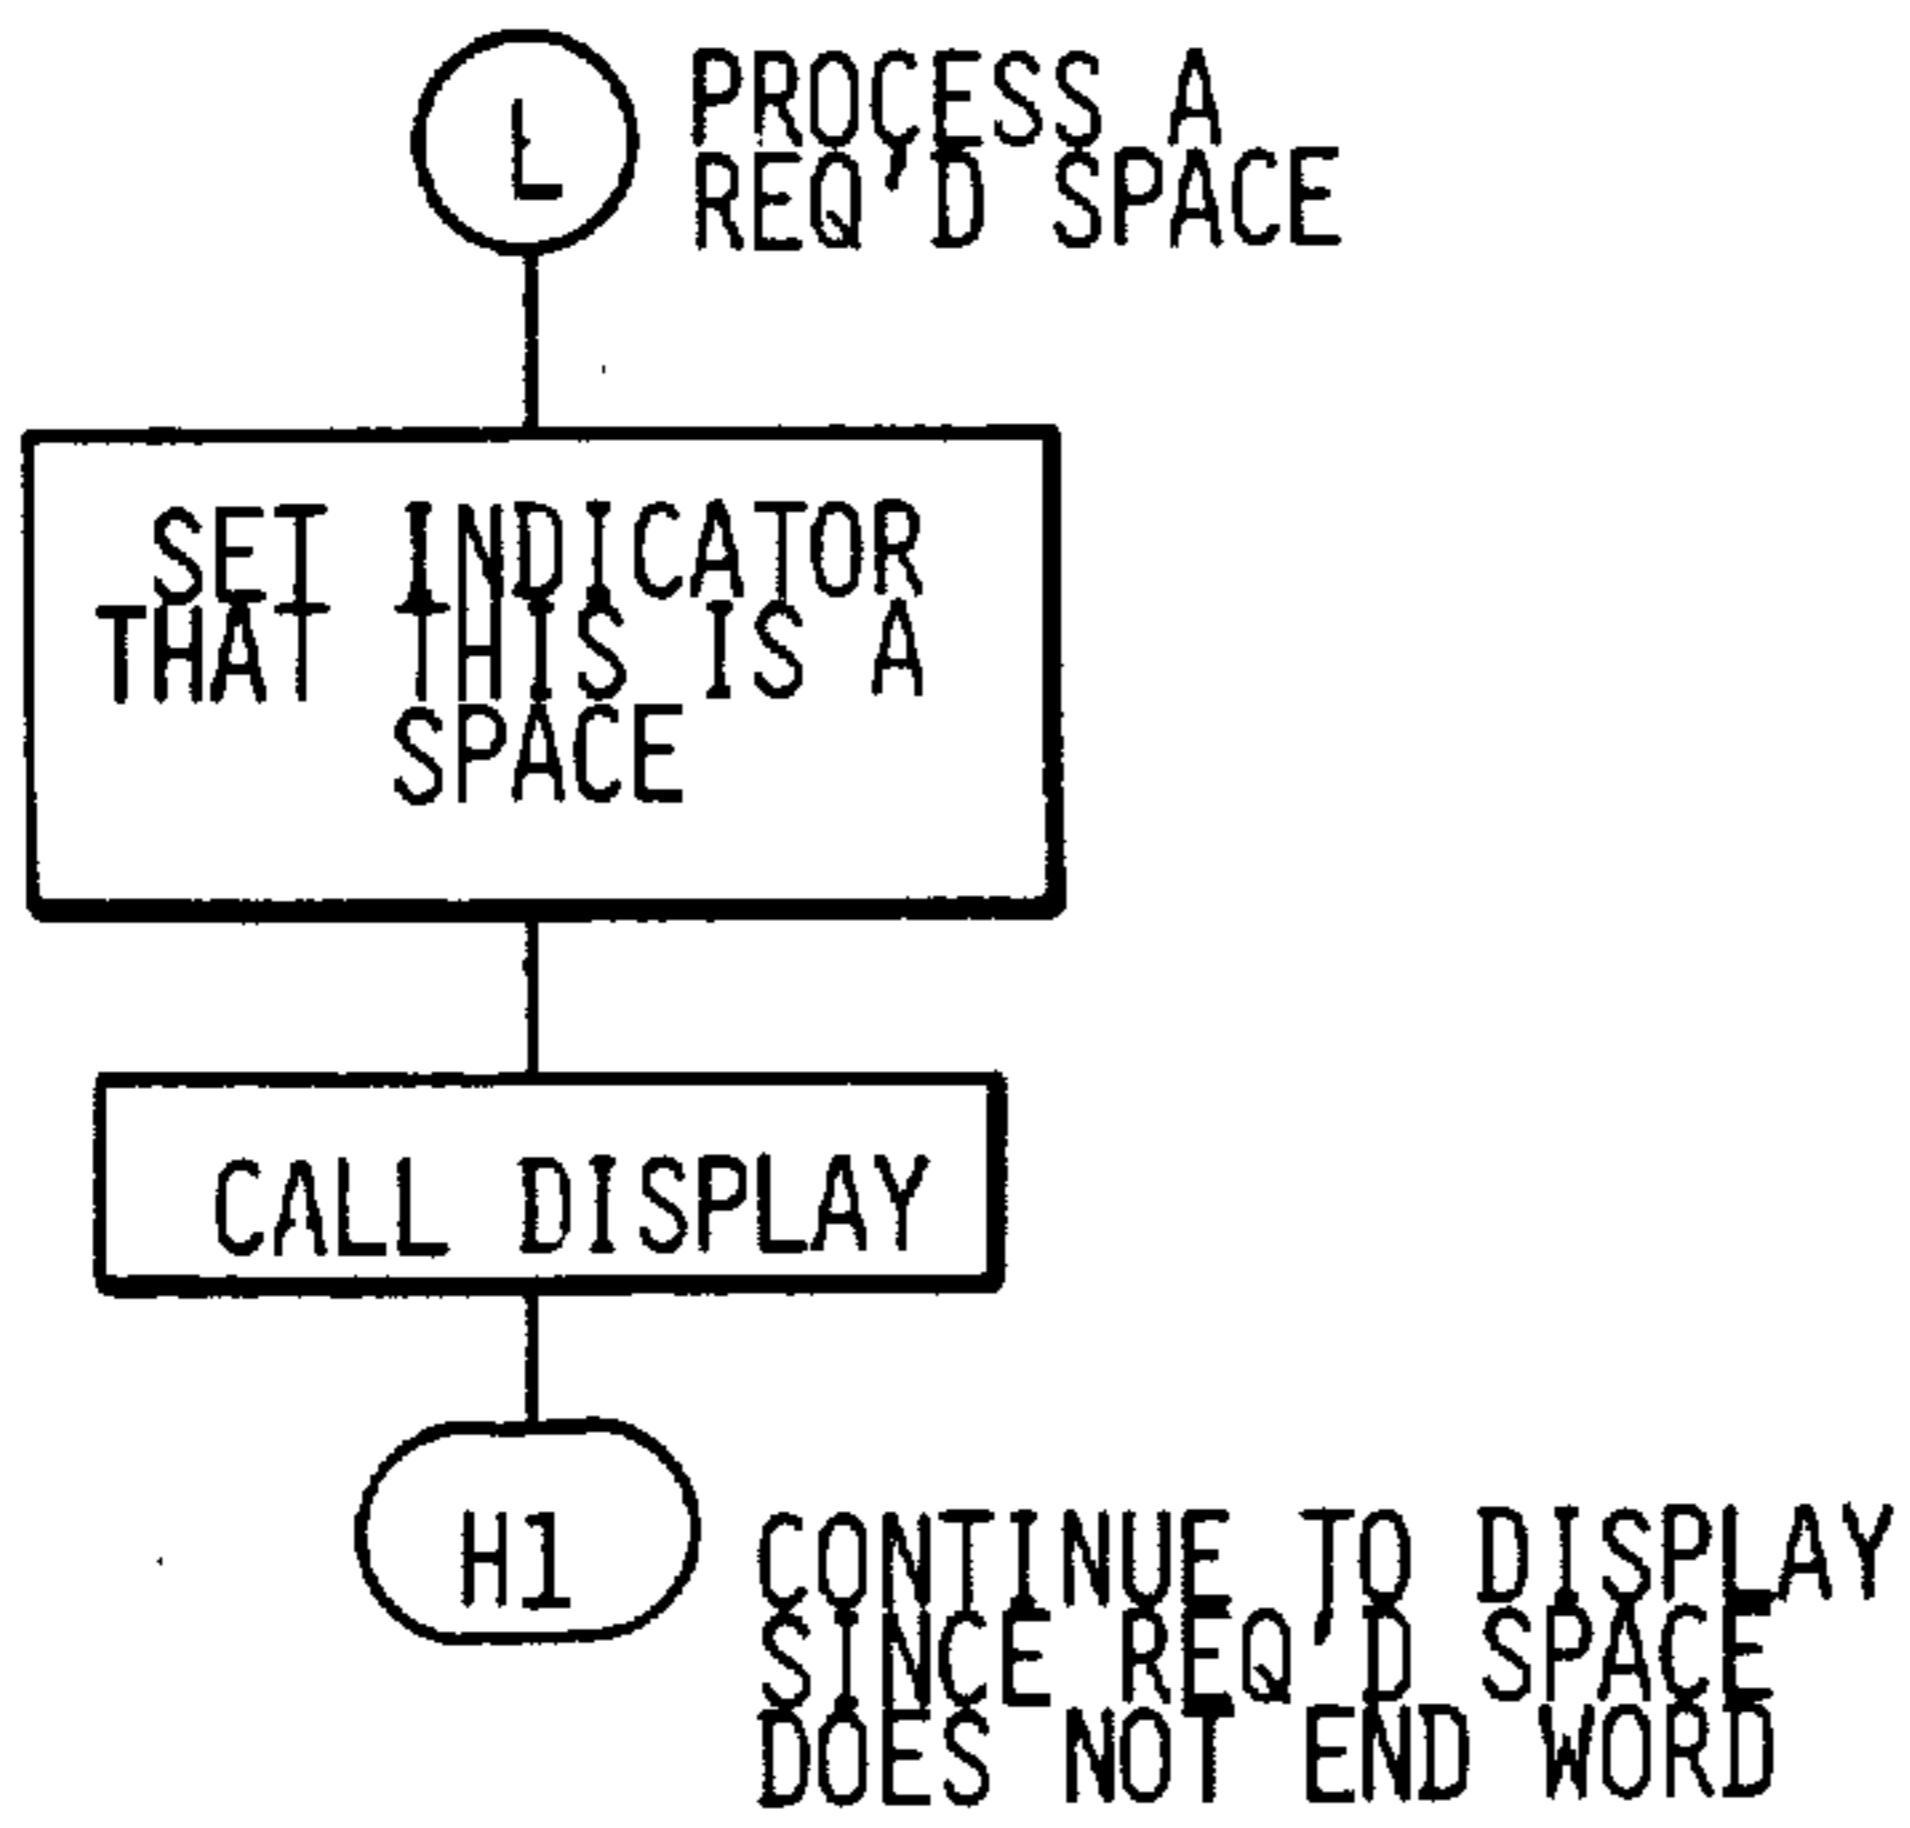 L
PROCESS A
REQ'D SPACE
SET INDICATOR
THAT THIS IS A
SPACE
CALL DISPLAY
H1
CONTINUE TO DISPLAY
SINCE REQ'D SPACE
DOES NOT END WORD